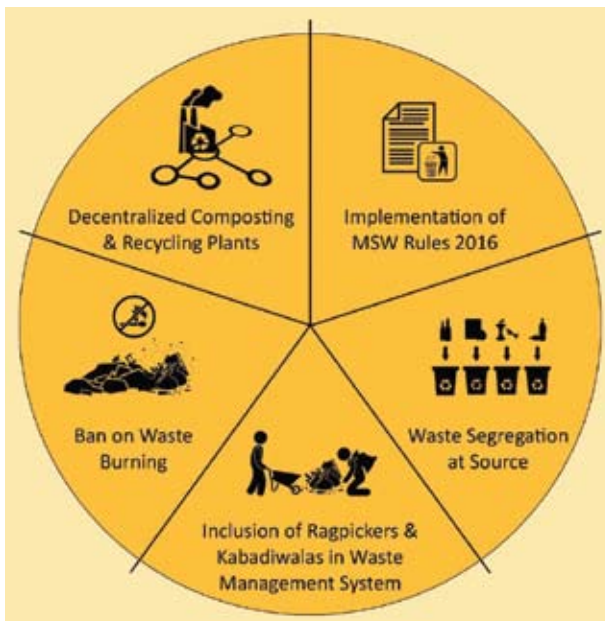 Decentralized Composting
& Recycling Plants
Implementation of
MSW Rules 2016
Ban on Waste
Burning
Waste Segregation
at Source
Inclusion of Ragpickers &
Kabadiwalas in Waste
Management System